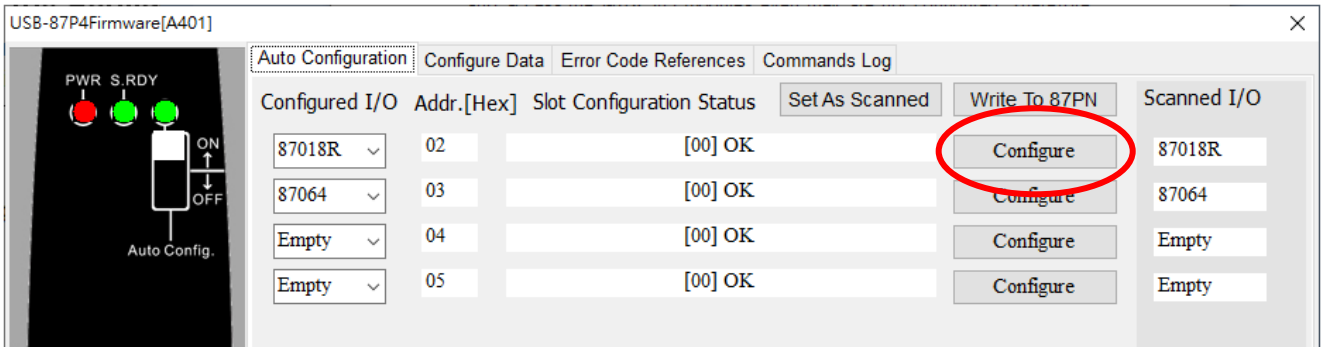 USB-87P4Firmware[A401]
Auto Configuration Configure Data Error Code References Commands Log
PWR S.RDY
ON
OFF
Auto Config.
Configured I/O Addr.[Hex] Slot Configuration Status Set As Scanned Write To 87PN Scanned I/O
87018R 02 [00] OK Configure 87018R
87064 03 [00] OK Configure 87064
Empty 04 [00] OK Configure Empty
Empty 05 [00] OK Configure Empty